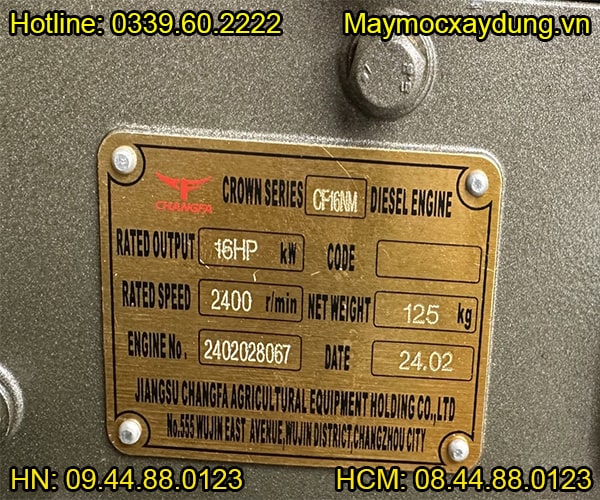 Hotline: 0339.60.2222
Maymocxaydung.vn
CHANGFA
CROWN SERIES CF16NM DIESEL ENGINE
RATED OUTPUT 16HP kW CODE
RATED SPEED 2400 r/min NET WEIGHT 125 kg
ENGINE No. 2402028067 DATE 24.02
JIANGSU CHANGFA AGRICULTURAL EQUIPMENT HOLDING CO.,LTD
No.555 WUJIN EAST AVENUE,WUJIN DISTRICT,CHANGZHOU CITY
HN: 09.44.88.0123
HCM: 08.44.88.0123